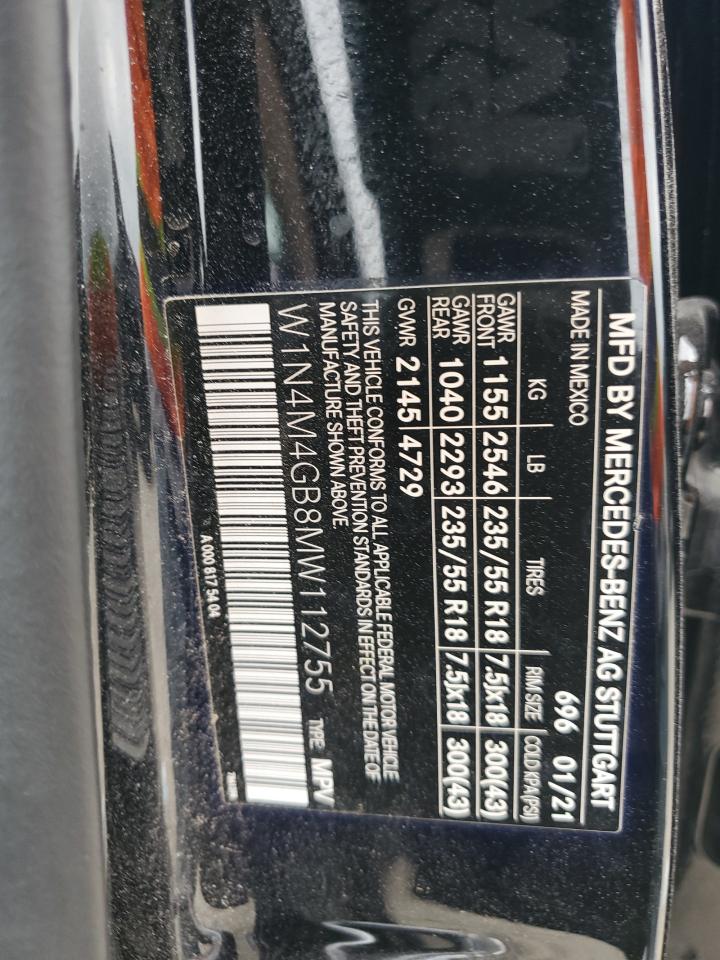 MFD BY MERCEDES-BENZ AG STUTTGART
MADE IN MEXICO 696 01/21
KG LB TIRES RIM SIZE COLD KPA(PSI)
GAWR FRONT 1155 2546 235/55 R18 7.5Jx18 300(43)
GAWR REAR 1040 2293 235/55 R18 7.5Jx18 300(43)
GVWR 2145 4729
THIS VEHICLE CONFORMS TO ALL APPLICABLE FEDERAL MOTOR VEHICLE
SAFETY AND THEFT PREVENTION STANDARDS IN EFFECT ON THE DATE OF
MANUFACTURE SHOWN ABOVE.
W1N4M4GB8MW112755 TYPE: MPV
A 000 817 54 04